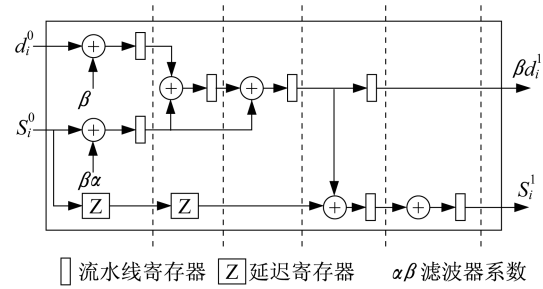 d_i^0
β
βd_i^1
S_i^0
βα
Z Z
S_i^1
流水线寄存器 Z 延迟寄存器 αβ 滤波器系数